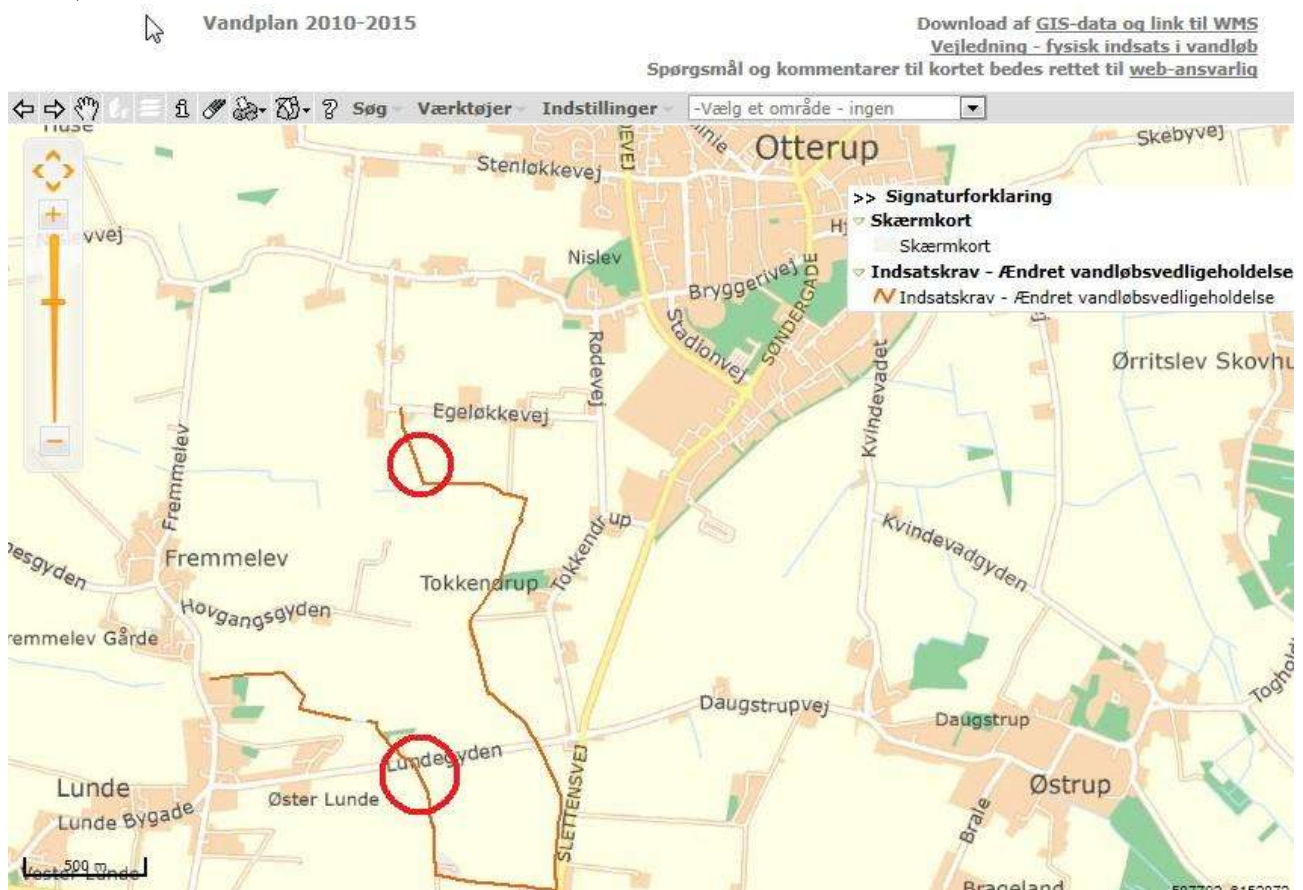 Vandplan 2010-2015
Download af GIS-data og link til WMS
Vejledning - fysisk indsats i vandløb
Spørgsmål og kommentarer til kortet bedes rettet til web-ansvarlig
? Søg Værktøjer Indstillinger -Vælg et område - ingen
Otterup
Skebyvej
Stenløkkevej
>> Signaturforklaring
Skærmkort
Skærmkort
Indsatskrav - Ændret vandløbsvedligeholdelse
Indsatskrav - Ændret vandløbsvedligeholdelse
Nislev
Bryggerivej
SØNDERGADE
Stadionvej
Rødevej
Kvindevadet
Ørritslev Skovhu
Egeløkkevej
Fremmelev
Fremmelev
Kvindevadgyden
Tokkendrup
Tokkendrup
Hovgangsgyden
remmelev Gårde
Daugstrupvej
Daugstrup
Lundegyden
SLETTENSVEJ
Lunde
Øster Lunde
Østrup
Lunde Bygade
Brale
500 m
Brageland